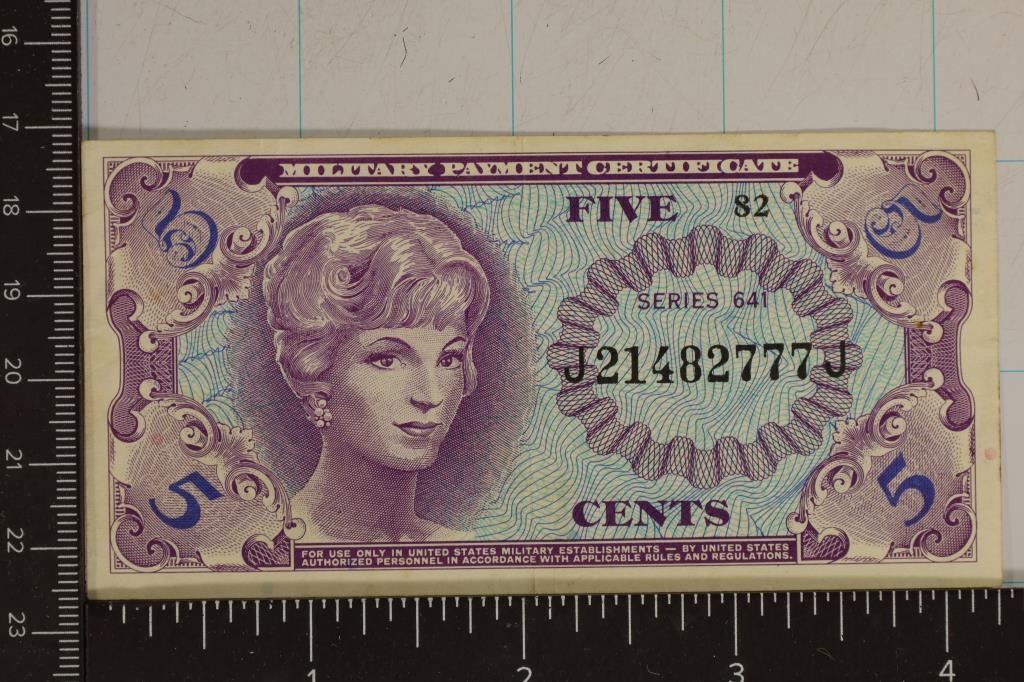 MILITARY PAYMENT CERTIFICATE
5 FIVE 82 5
SERIES 641
J21482777J
5 CENTS 5
FOR USE ONLY IN UNITED STATES MILITARY ESTABLISHMENTS — BY UNITED STATES
AUTHORIZED PERSONNEL IN ACCORDANCE WITH APPLICABLE RULES AND REGULATIONS.
16
17
18
19
20
21
22
23
1 2 3 4